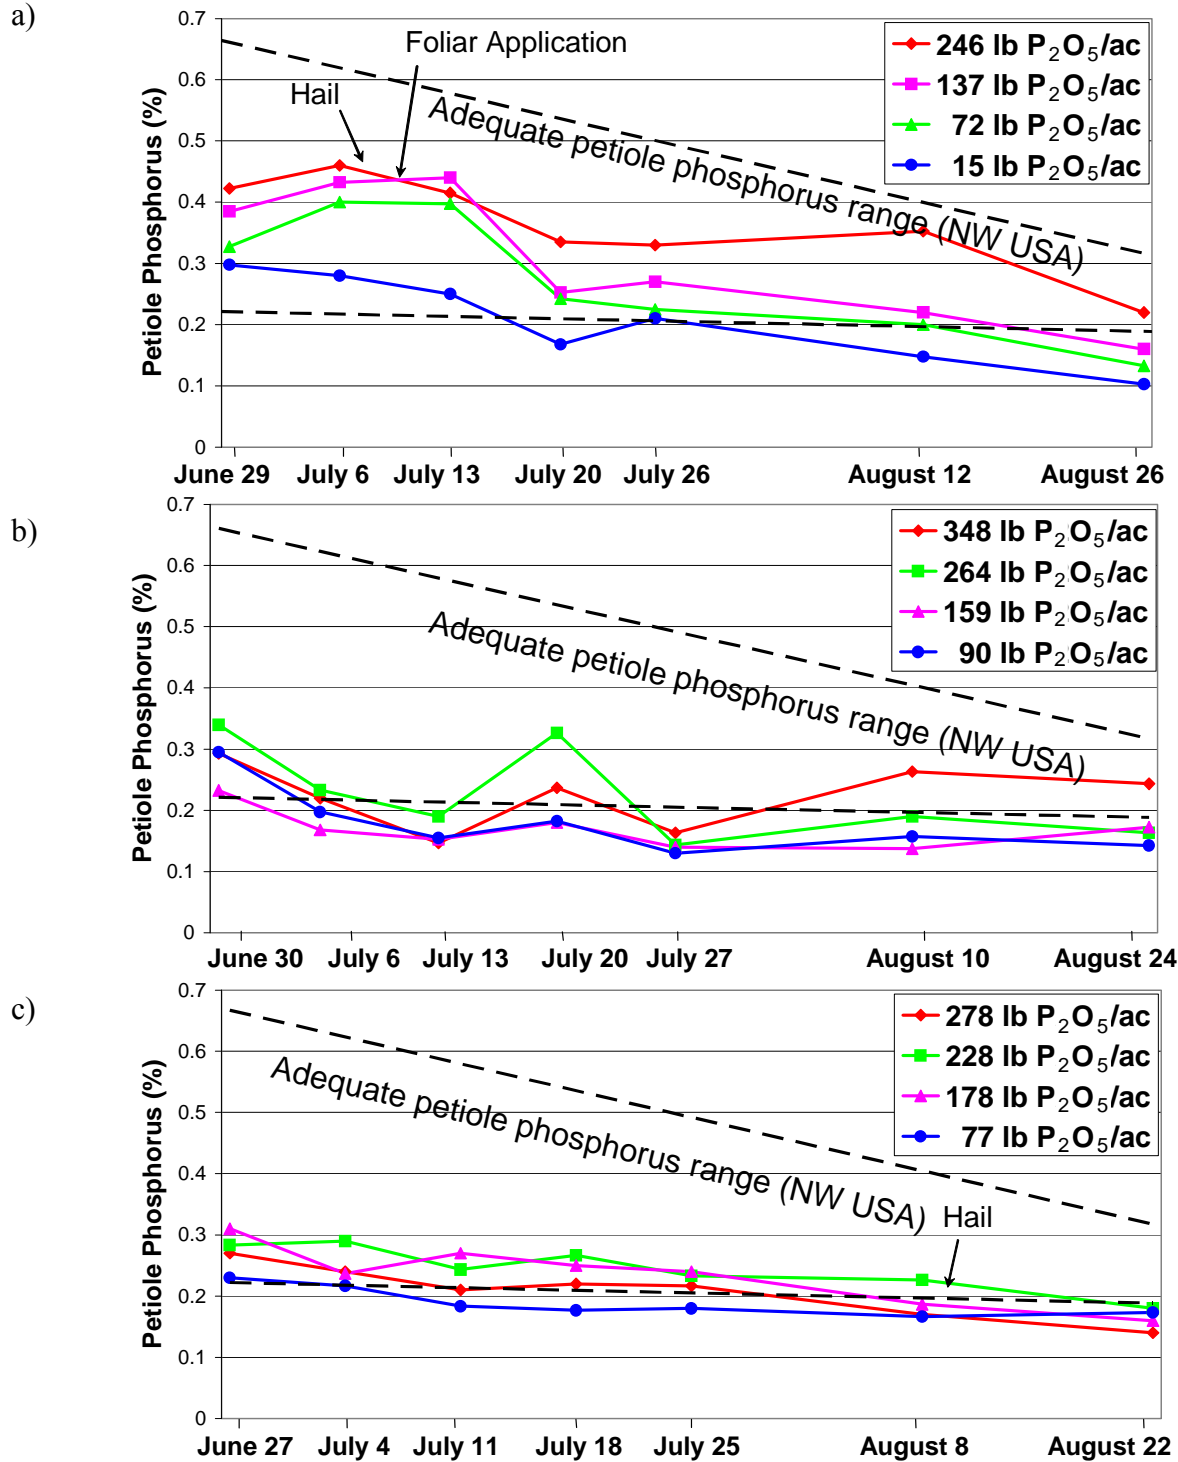 a)
0.7
0.6
0.5
0.4
0.3
0.2
0.1
0
Petiole Phosphorus (%)
Foliar Application
Hail
Adequate petiole phosphorus range (NW USA)
246 lb P₂O₅/ac
137 lb P₂O₅/ac
72 lb P₂O₅/ac
15 lb P₂O₅/ac
June 29 July 6 July 13 July 20 July 26 August 12 August 26
b)
0.7
0.6
0.5
0.4
0.3
0.2
0.1
0
Petiole Phosphorus (%)
Adequate petiole phosphorus range (NW USA)
348 lb P₂O₅/ac
264 lb P₂O₅/ac
159 lb P₂O₅/ac
90 lb P₂O₅/ac
June 30 July 6 July 13 July 20 July 27 August 10 August 24
c)
0.7
0.6
0.5
0.4
0.3
0.2
0.1
0
Petiole Phosphorus (%)
Adequate petiole phosphorus range (NW USA)
Hail
278 lb P₂O₅/ac
228 lb P₂O₅/ac
178 lb P₂O₅/ac
77 lb P₂O₅/ac
June 27 July 4 July 11 July 18 July 25 August 8 August 22